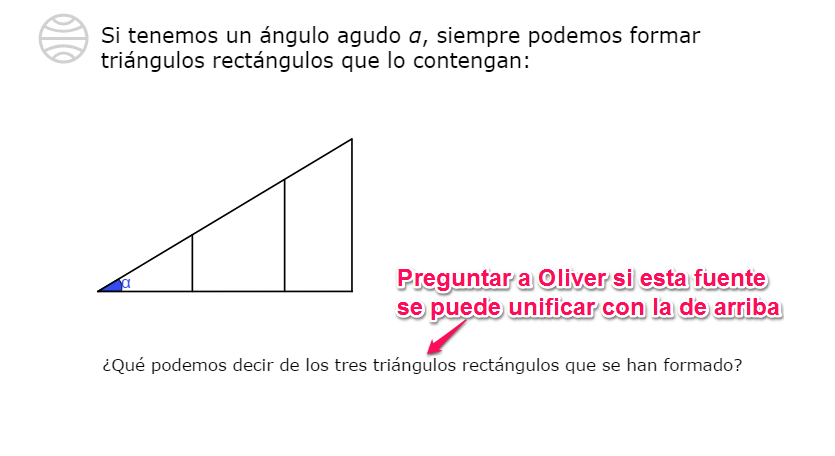 Si tenemos un ángulo agudo α, siempre podemos formar
triángulos rectángulos que lo contengan:
α
Preguntar a Oliver si esta fuente
se puede unificar con la de arriba
¿Qué podemos decir de los tres triángulos rectángulos que se han formado?